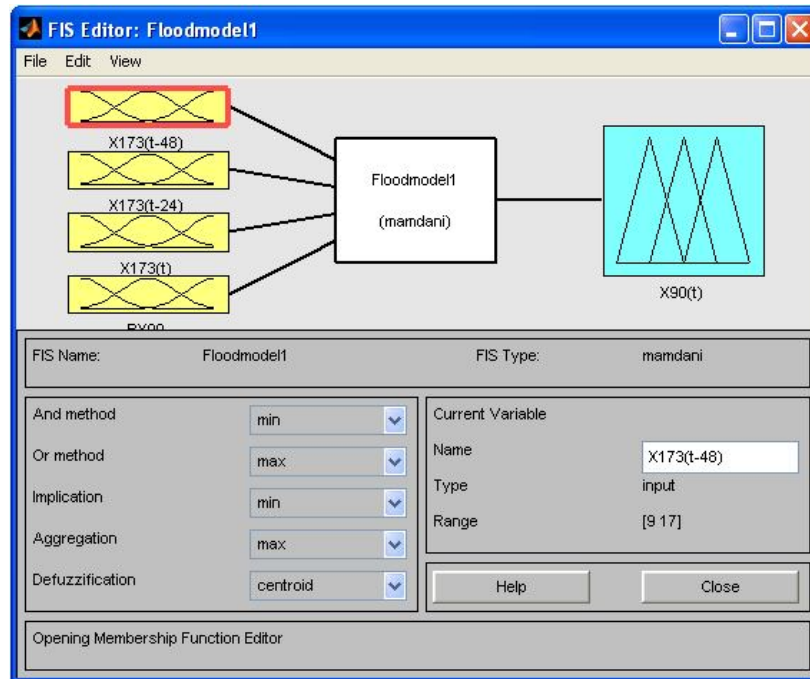 FIS Editor: Floodmodel1
File Edit View
X173(t-48)
X173(t-24)
X173(t)
Floodmodel1
(mamdani)
X90(t)
FIS Name: Floodmodel1 FIS Type: mamdani
And method min
Or method max
Implication min
Aggregation max
Defuzzification centroid
Current Variable
Name X173(t-48)
Type input
Range [9 17]
Help Close
Opening Membership Function Editor